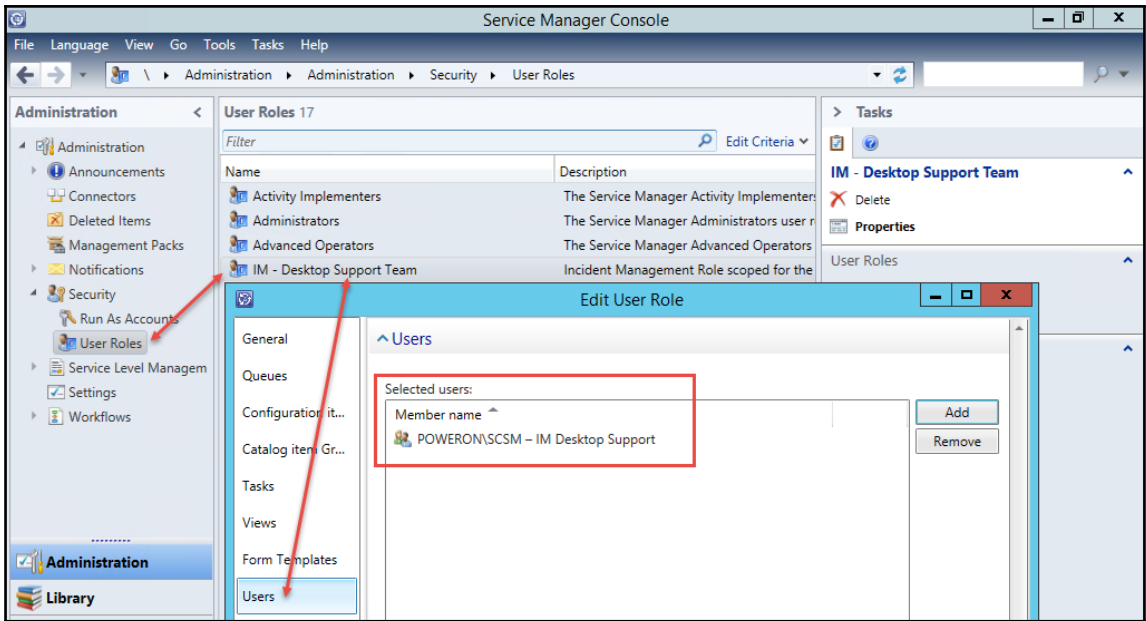 Service Manager Console
File Language View Go Tools Tasks Help
\ Administration Administration Security User Roles
Administration
Administration
Announcements
Connectors
Deleted Items
Management Packs
Notifications
Security
Run As Accounts
User Roles
Service Level Managem
Settings
Workflows
Administration
Library
User Roles 17
Filter
Edit Criteria
Name Description
Activity Implementers The Service Manager Activity Implementers
Administrators The Service Manager Administrators user r
Advanced Operators The Service Manager Advanced Operators
IM - Desktop Support Team Incident Management Role scoped for the
Tasks
IM - Desktop Support Team
Delete
Properties
User Roles
Edit User Role
General
Queues
Configuration it...
Catalog item Gr...
Tasks
Views
Form Templates
Users
Users
Selected users:
Member name
POWERON\SCSM – IM Desktop Support
Add
Remove